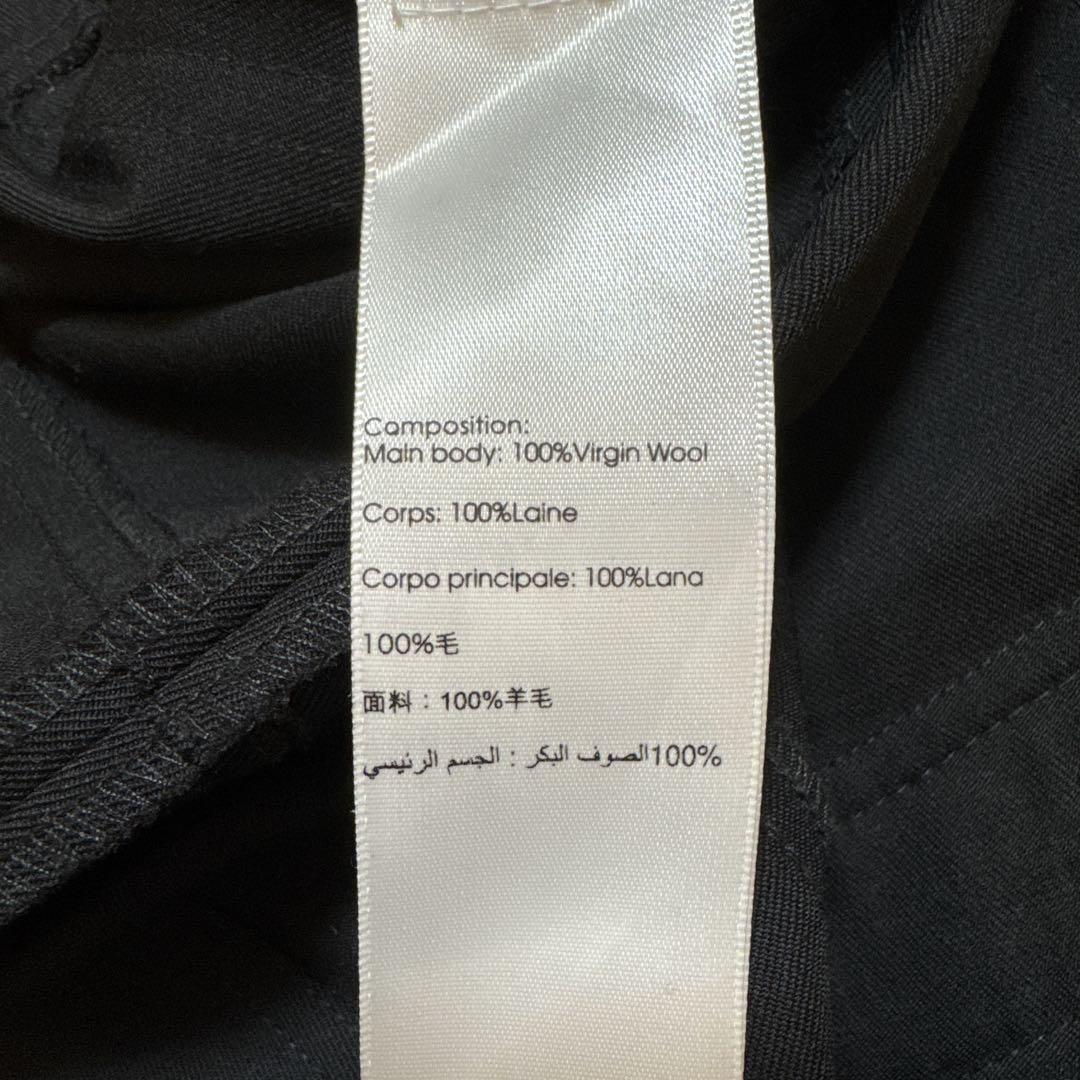 Composition:
Main body: 100%Virgin Wool
Corps: 100%Laine
Corpo principale: 100%Lana
100%毛
面料：100%羊毛
100%الصوف البكر : الجسم الرئيسي